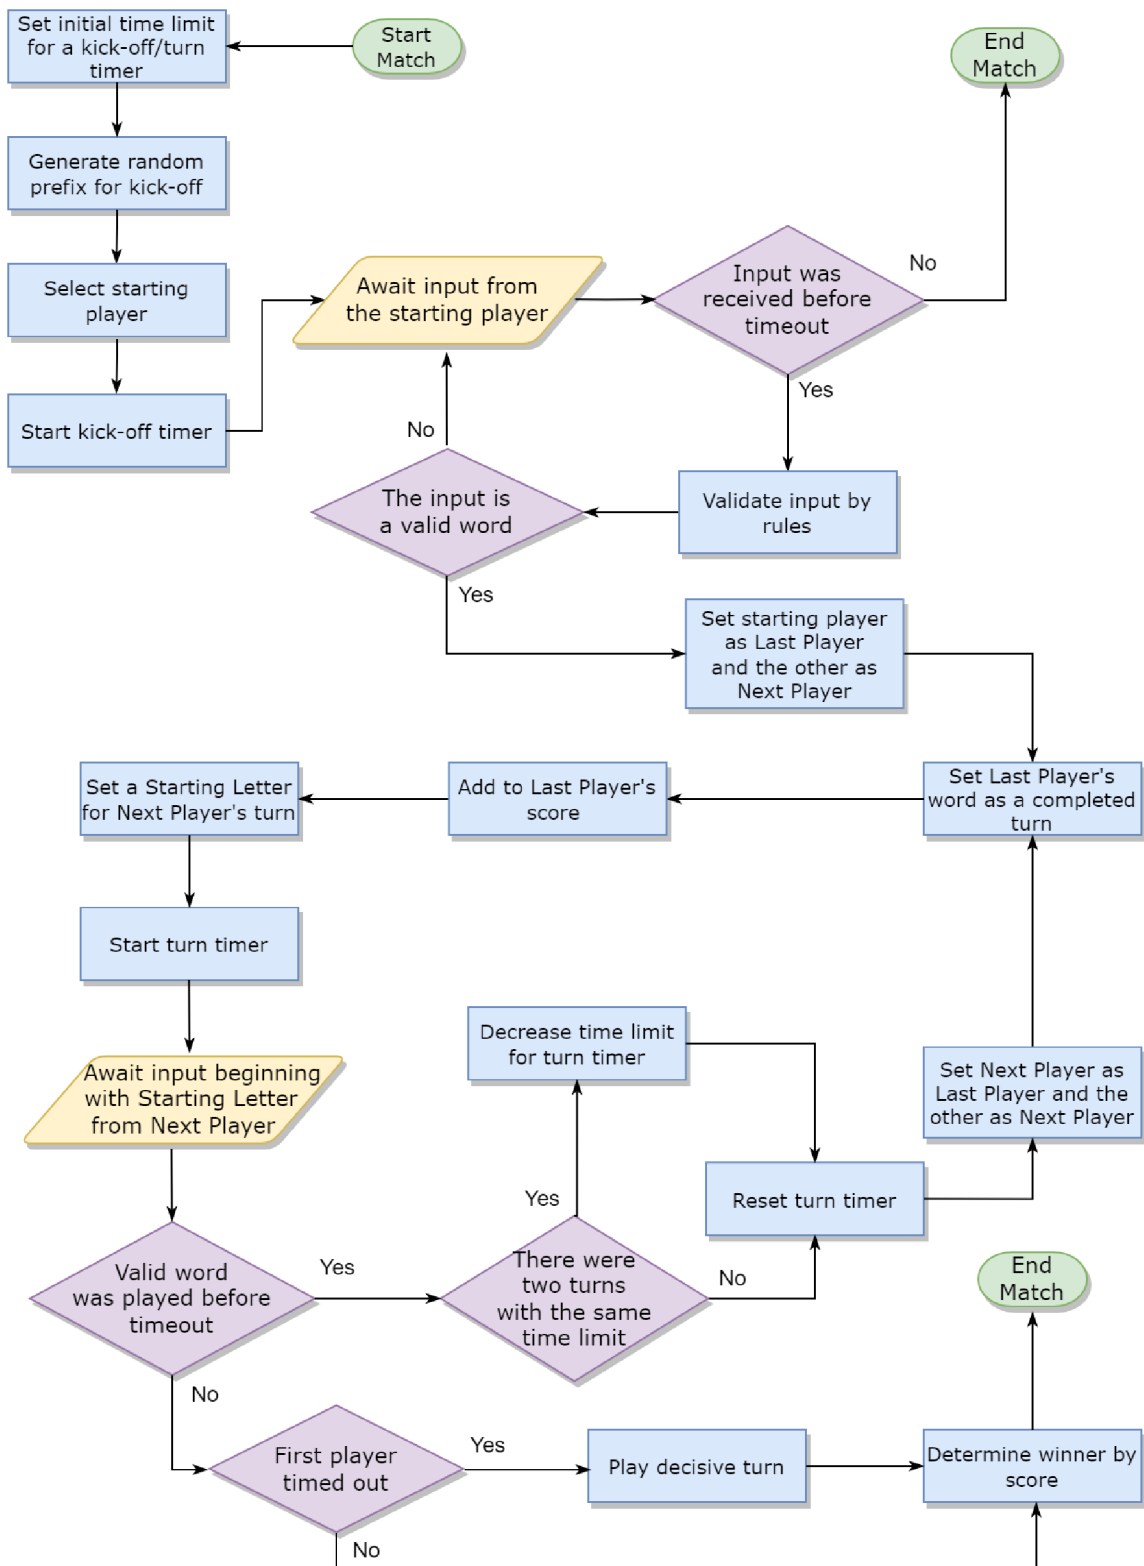 Set initial time limit
for a kick-off/turn
timer
Start
Match
End
Match
Generate random
prefix for kick-off
Select starting
player
Await input from
the starting player
Input was
received before
timeout
No
Yes
Start kick-off timer
No
The input is
a valid word
Validate input by
rules
Yes
Set starting player
as Last Player
and the other as
Next Player
Set a Starting Letter
for Next Player's turn
Add to Last Player's
score
Set Last Player's
word as a completed
turn
Start turn timer
Decrease time limit
for turn timer
Await input beginning
with Starting Letter
from Next Player
Set Next Player as
Last Player and the
other as Next Player
Yes
Reset turn timer
Valid word
was played before
timeout
Yes
There were
two turns
with the same
time limit
No
End
Match
No
First player
timed out
Yes
Play decisive turn
Determine winner by
score
No